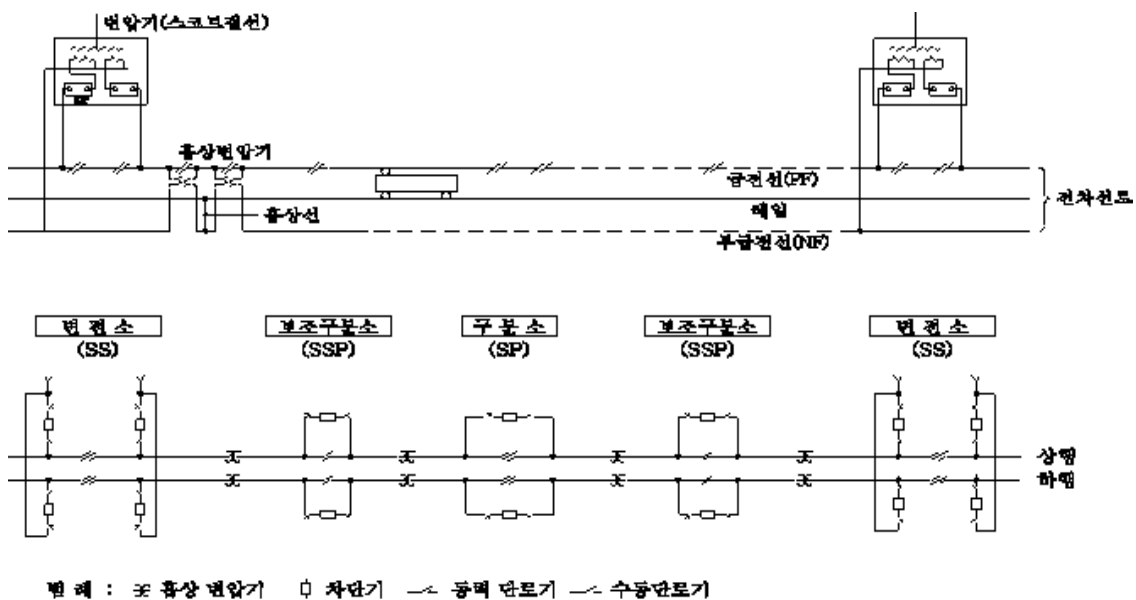 변압기(스코트결선)
흡상변압기
급전선(PF)
흡상선
레일
전차선로
부급전선(NF)
변 전 소
(SS)
보조구분소
(SSP)
구 분 소
(SP)
보조구분소
(SSP)
변 전 소
(SS)
상행
하행
범 례 : 흡상 변압기 차단기 동력 단로기 수동단로기